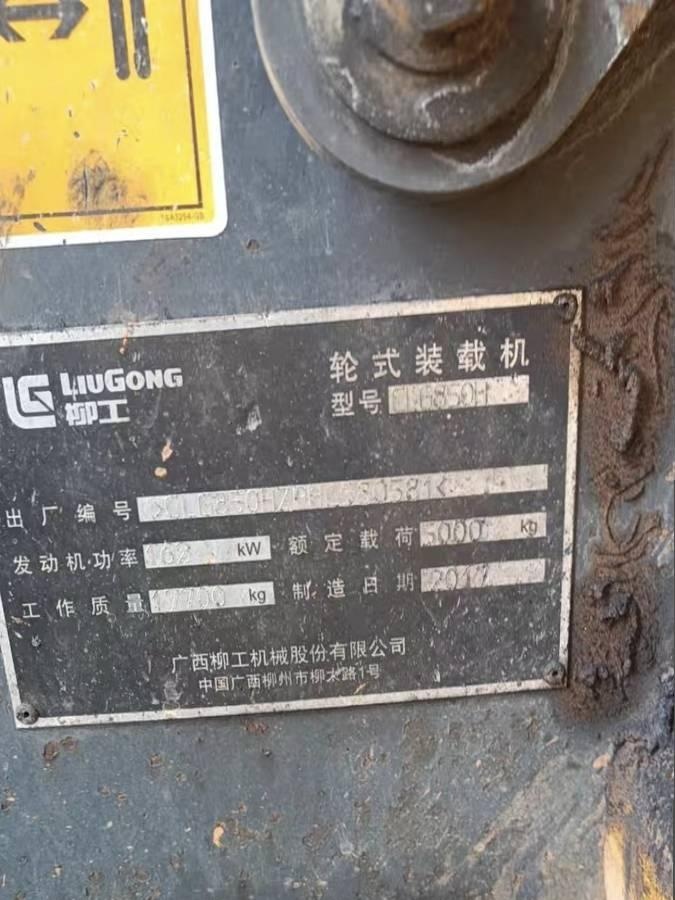 TSA3254-GB
LIUGONG
柳工
轮式装载机
型号 CLG850H
出厂编号
发动机功率 162 kW 额定载荷 5000 kg
工作质量 kg 制造日期 2017
广西柳工机械股份有限公司
中国广西柳州市柳太路1号